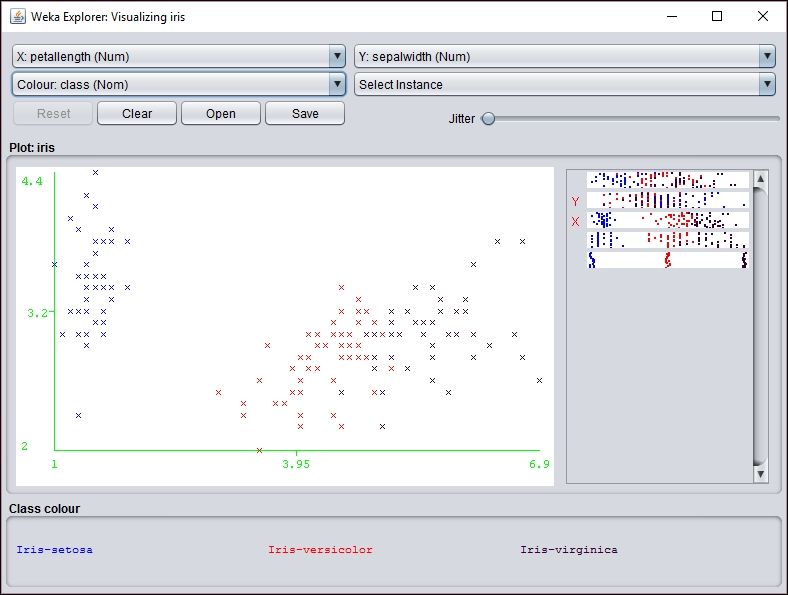 Weka Explorer: Visualizing iris
X: petallength (Num)
Y: sepalwidth (Num)
Colour: class (Nom)
Select Instance
Reset
Clear
Open
Save
Jitter
Plot: iris
4.4
3.2
2
1
3.95
6.9
Y
X
Class colour
Iris-setosa
Iris-versicolor
Iris-virginica